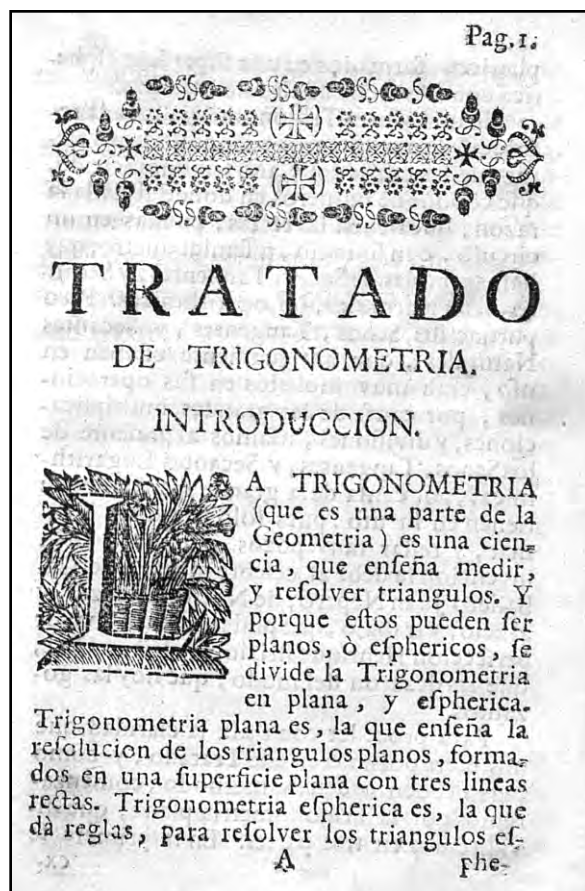 Pag. 1.
TRATADO
DE TRIGONOMETRIA.
INTRODUCCION.
LA TRIGONOMETRIA
(que es una parte de la
Geometria) es una cien-
cia, que enſeña medir,
y reſolver triangulos. Y
porque eſtos pueden ſer
planos, ò eſphericos, ſe
divide la Trigonometria
en plana, y eſpherica.
Trigonometria plana es, la que enſeña la
reſolucion de los triangulos planos, forma-
dos en una ſuperficie plana con tres lineas
rectas. Trigonometria eſpherica es, la que
dà reglas, para reſolver los triangulos eſ-
A phe-